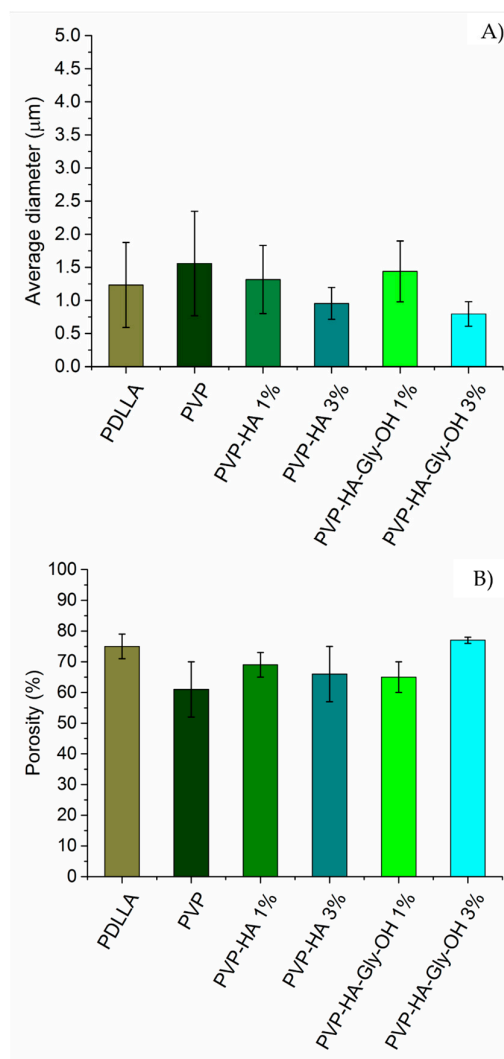 A)
5.0
4.5
4.0
3.5
3.0
2.5
2.0
1.5
1.0
0.5
0.0
Average diameter (μm)
PDLLA
PVP
PVP-HA 1%
PVP-HA 3%
PVP-HA-Gly-OH 1%
PVP-HA-Gly-OH 3%
B)
100
90
80
70
60
50
40
30
20
10
0
Porosity (%)
PDLLA
PVP
PVP-HA 1%
PVP-HA 3%
PVP-HA-Gly-OH 1%
PVP-HA-Gly-OH 3%